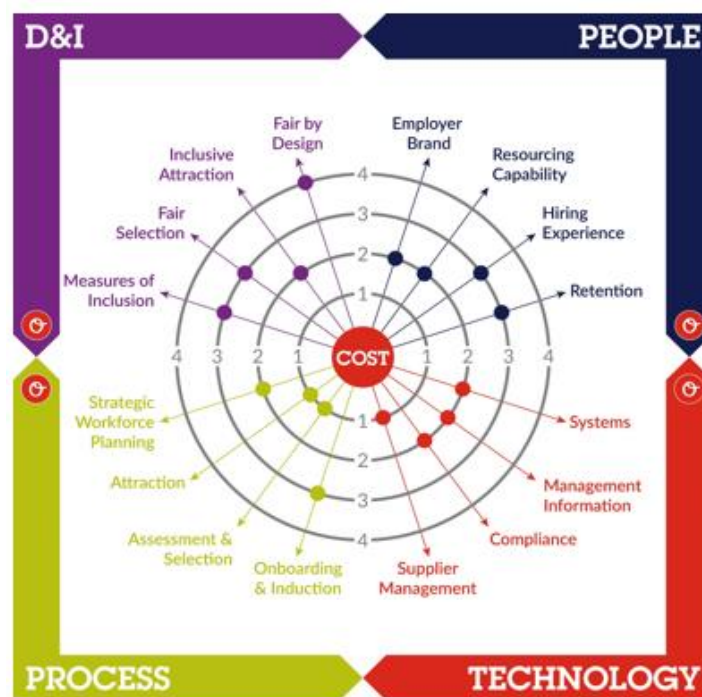 D&I
PEOPLE
Fair by
Design
Employer
Brand
Inclusive
Attraction
Resourcing
Capability
Fair
Selection
Hiring
Experience
Measures of
Inclusion
Retention
4
3
2
1
4 3 2 1 COST 1 2 3 4
1
2
3
4
Strategic
Workforce
Planning
Systems
Attraction
Management
Information
Assessment &
Selection
Compliance
Onboarding
& Induction
Supplier
Management
PROCESS
TECHNOLOGY